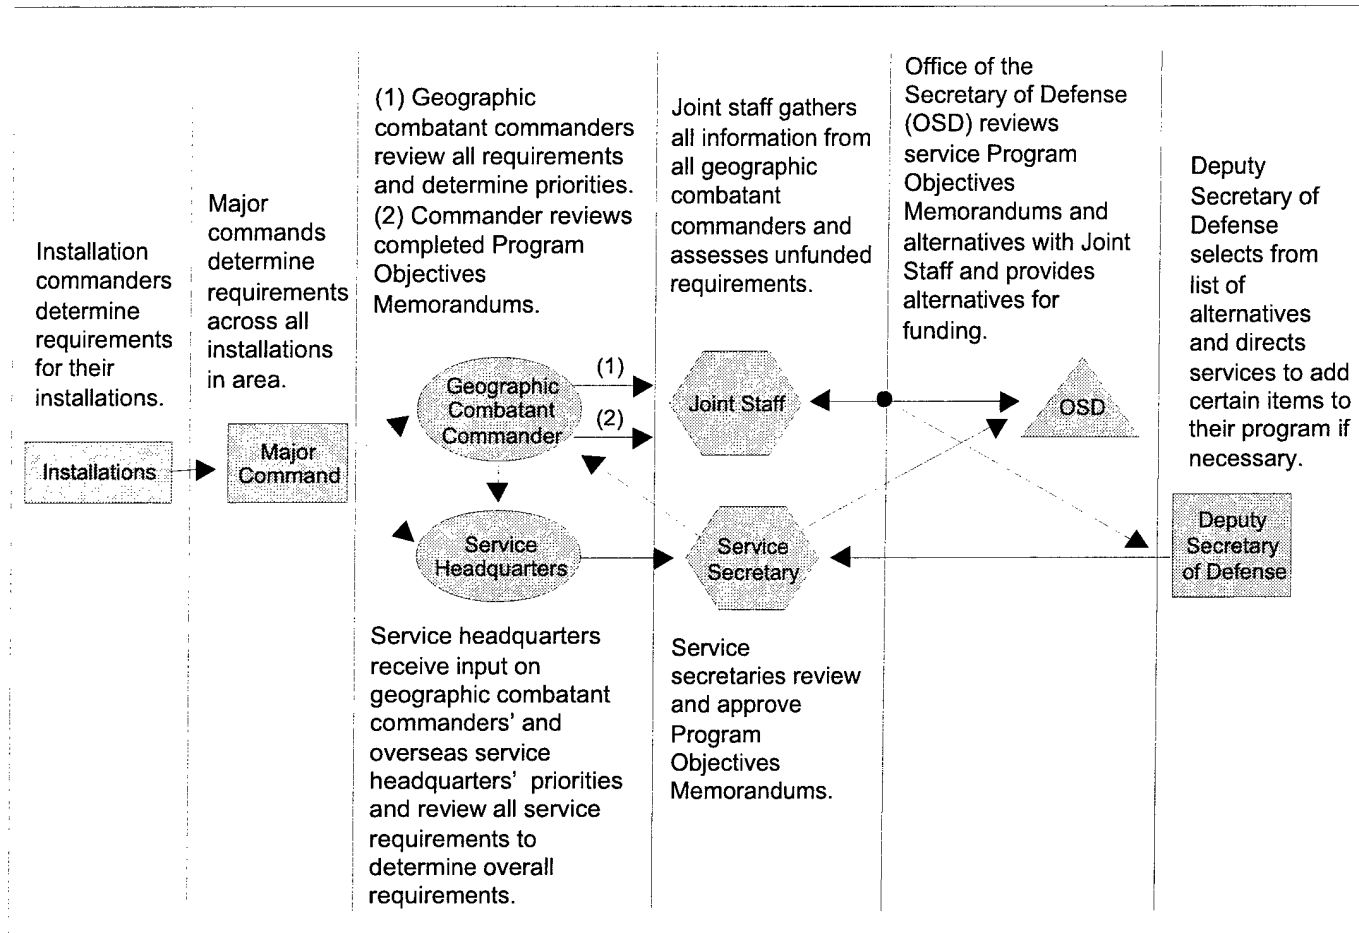 Installation
commanders
determine
requirements
for their
installations.
Installations
Major
commands
determine
requirements
across all
installations
in area.
Major
Command
(1) Geographic
combatant commanders
review all requirements
and determine priorities.
(2) Commander reviews
completed Program
Objectives
Memorandums.
Geographic
Combatant
Commander
(1)
(2)
Service
Headquarters
Service headquarters
receive input on
geographic combatant
commanders' and
overseas service
headquarters' priorities
and review all service
requirements to
determine overall
requirements.
Joint staff gathers
all information from
all geographic
combatant
commanders and
assesses unfunded
requirements.
Joint Staff
Service
Secretary
Service
secretaries review
and approve
Program
Objectives
Memorandums.
Office of the
Secretary of Defense
(OSD) reviews
service Program
Objectives
Memorandums and
alternatives with Joint
Staff and provides
alternatives for
funding.
OSD
Deputy
Secretary of
Defense
selects from
list of
alternatives
and directs
services to add
certain items to
their program if
necessary.
Deputy
Secretary
of Defense